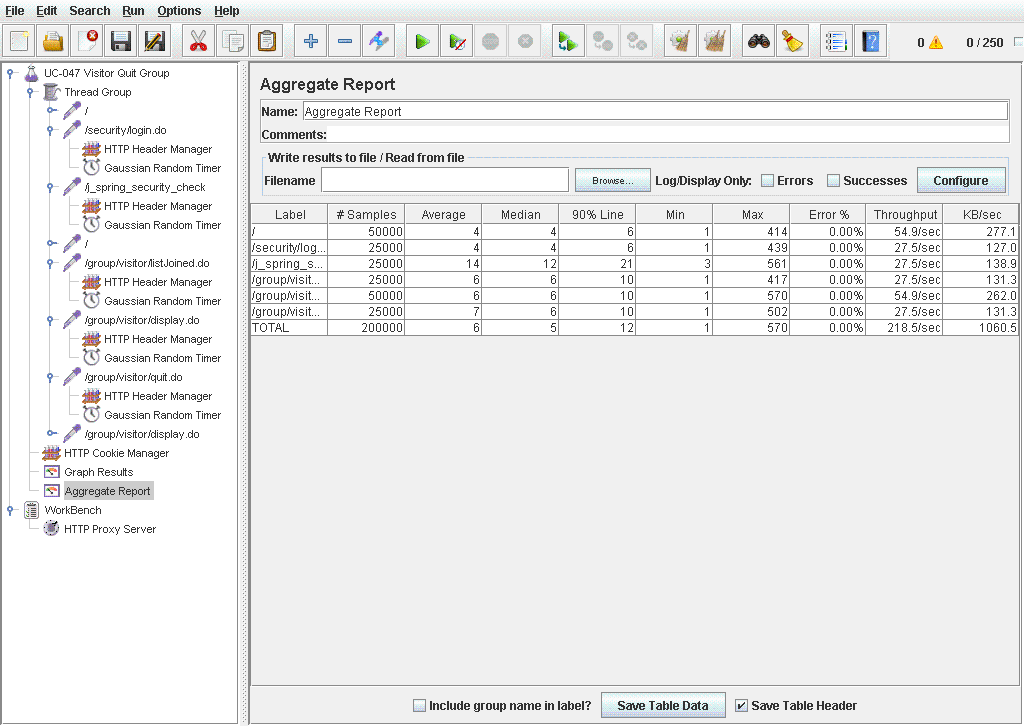 File Edit Search Run Options Help
0 0 / 250
UC-047 Visitor Quit Group
Thread Group
/
/security/login.do
HTTP Header Manager
Gaussian Random Timer
/j_spring_security_check
HTTP Header Manager
Gaussian Random Timer
/
/group/visitor/listJoined.do
HTTP Header Manager
Gaussian Random Timer
/group/visitor/display.do
HTTP Header Manager
Gaussian Random Timer
/group/visitor/quit.do
HTTP Header Manager
Gaussian Random Timer
/group/visitor/display.do
HTTP Cookie Manager
Graph Results
Aggregate Report
WorkBench
HTTP Proxy Server
Aggregate Report
Name: Aggregate Report
Comments:
Write results to file / Read from file
Filename Browse... Log/Display Only: Errors Successes Configure
Label # Samples Average Median 90% Line Min Max Error % Throughput KB/sec
/ 50000 4 4 6 1 414 0.00% 54.9/sec 277.1
/security/log... 25000 4 4 6 1 439 0.00% 27.5/sec 127.0
/j_spring_s... 25000 14 12 21 3 561 0.00% 27.5/sec 138.9
/group/visit... 25000 6 6 10 1 417 0.00% 27.5/sec 131.3
/group/visit... 50000 6 6 10 1 570 0.00% 54.9/sec 262.0
/group/visit... 25000 7 6 10 1 502 0.00% 27.5/sec 131.3
TOTAL 200000 6 5 12 1 570 0.00% 218.5/sec 1060.5
Include group name in label? Save Table Data Save Table Header